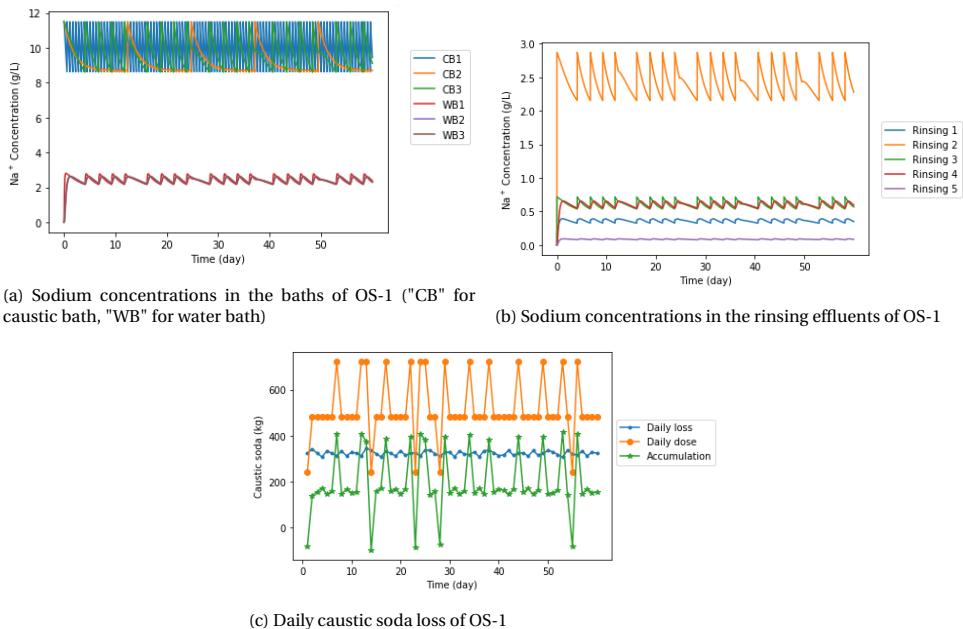 12
10
8
6
4
2
0
Na+ Concentration (g/L)
0 10 20 30 40 50
Time (day)
CB1
CB2
CB3
WB1
WB2
WB3
(a) Sodium concentrations in the baths of OS-1 ("CB" for
caustic bath, "WB" for water bath)
3.0
2.5
2.0
1.5
1.0
0.5
0.0
Na+ Concentration (g/L)
0 10 20 30 40 50 60
Time (day)
Rinsing 1
Rinsing 2
Rinsing 3
Rinsing 4
Rinsing 5
(b) Sodium concentrations in the rinsing effluents of OS-1
600
400
200
0
Caustic soda (kg)
0 10 20 30 40 50
Time (day)
Daily loss
Daily dose
Accumulation
(c) Daily caustic soda loss of OS-1